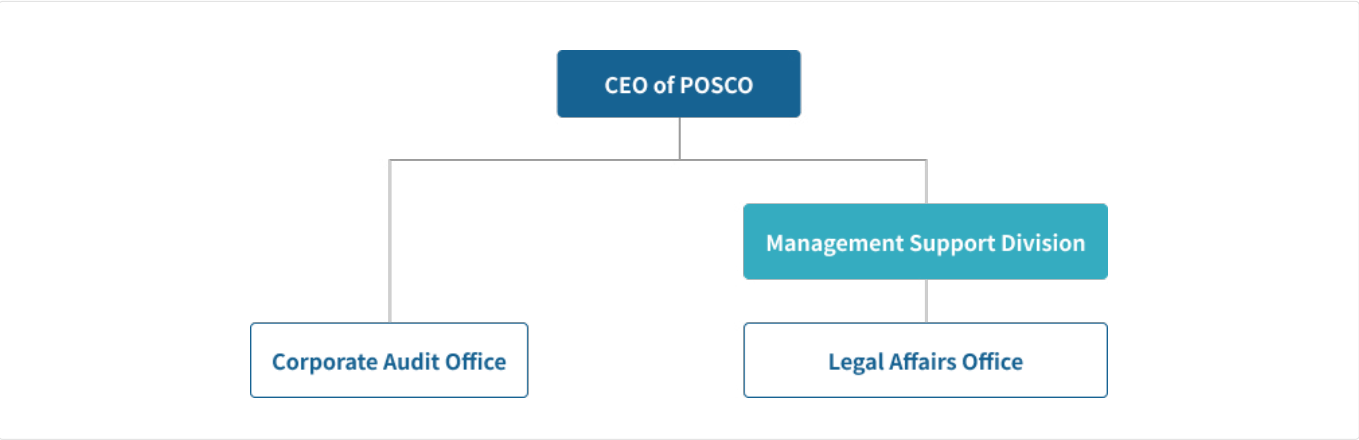 CEO of POSCO
Management Support Division
Corporate Audit Office
Legal Affairs Office